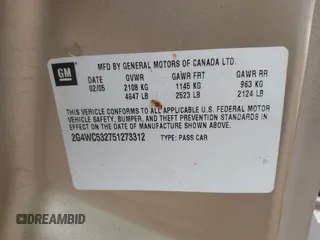 GM
MFD BY GENERAL MOTORS OF CANADA LTD.
DATE GVWR GAWR FRT GAWR RR
02/05 2108 KG 1145 KG 963 KG
4647 LB 2523 LB 2124 LB
THIS VEHICLE CONFORMS TO ALL APPLICABLE U.S. FEDERAL MOTOR
VEHICLE SAFETY, BUMPER, AND THEFT PREVENTION STANDARDS
IN EFFECT ON THE DATE OF MANUFACTURE SHOWN ABOVE.
2G4WC532751273312 TYPE: PASS CAR
DREAMBID